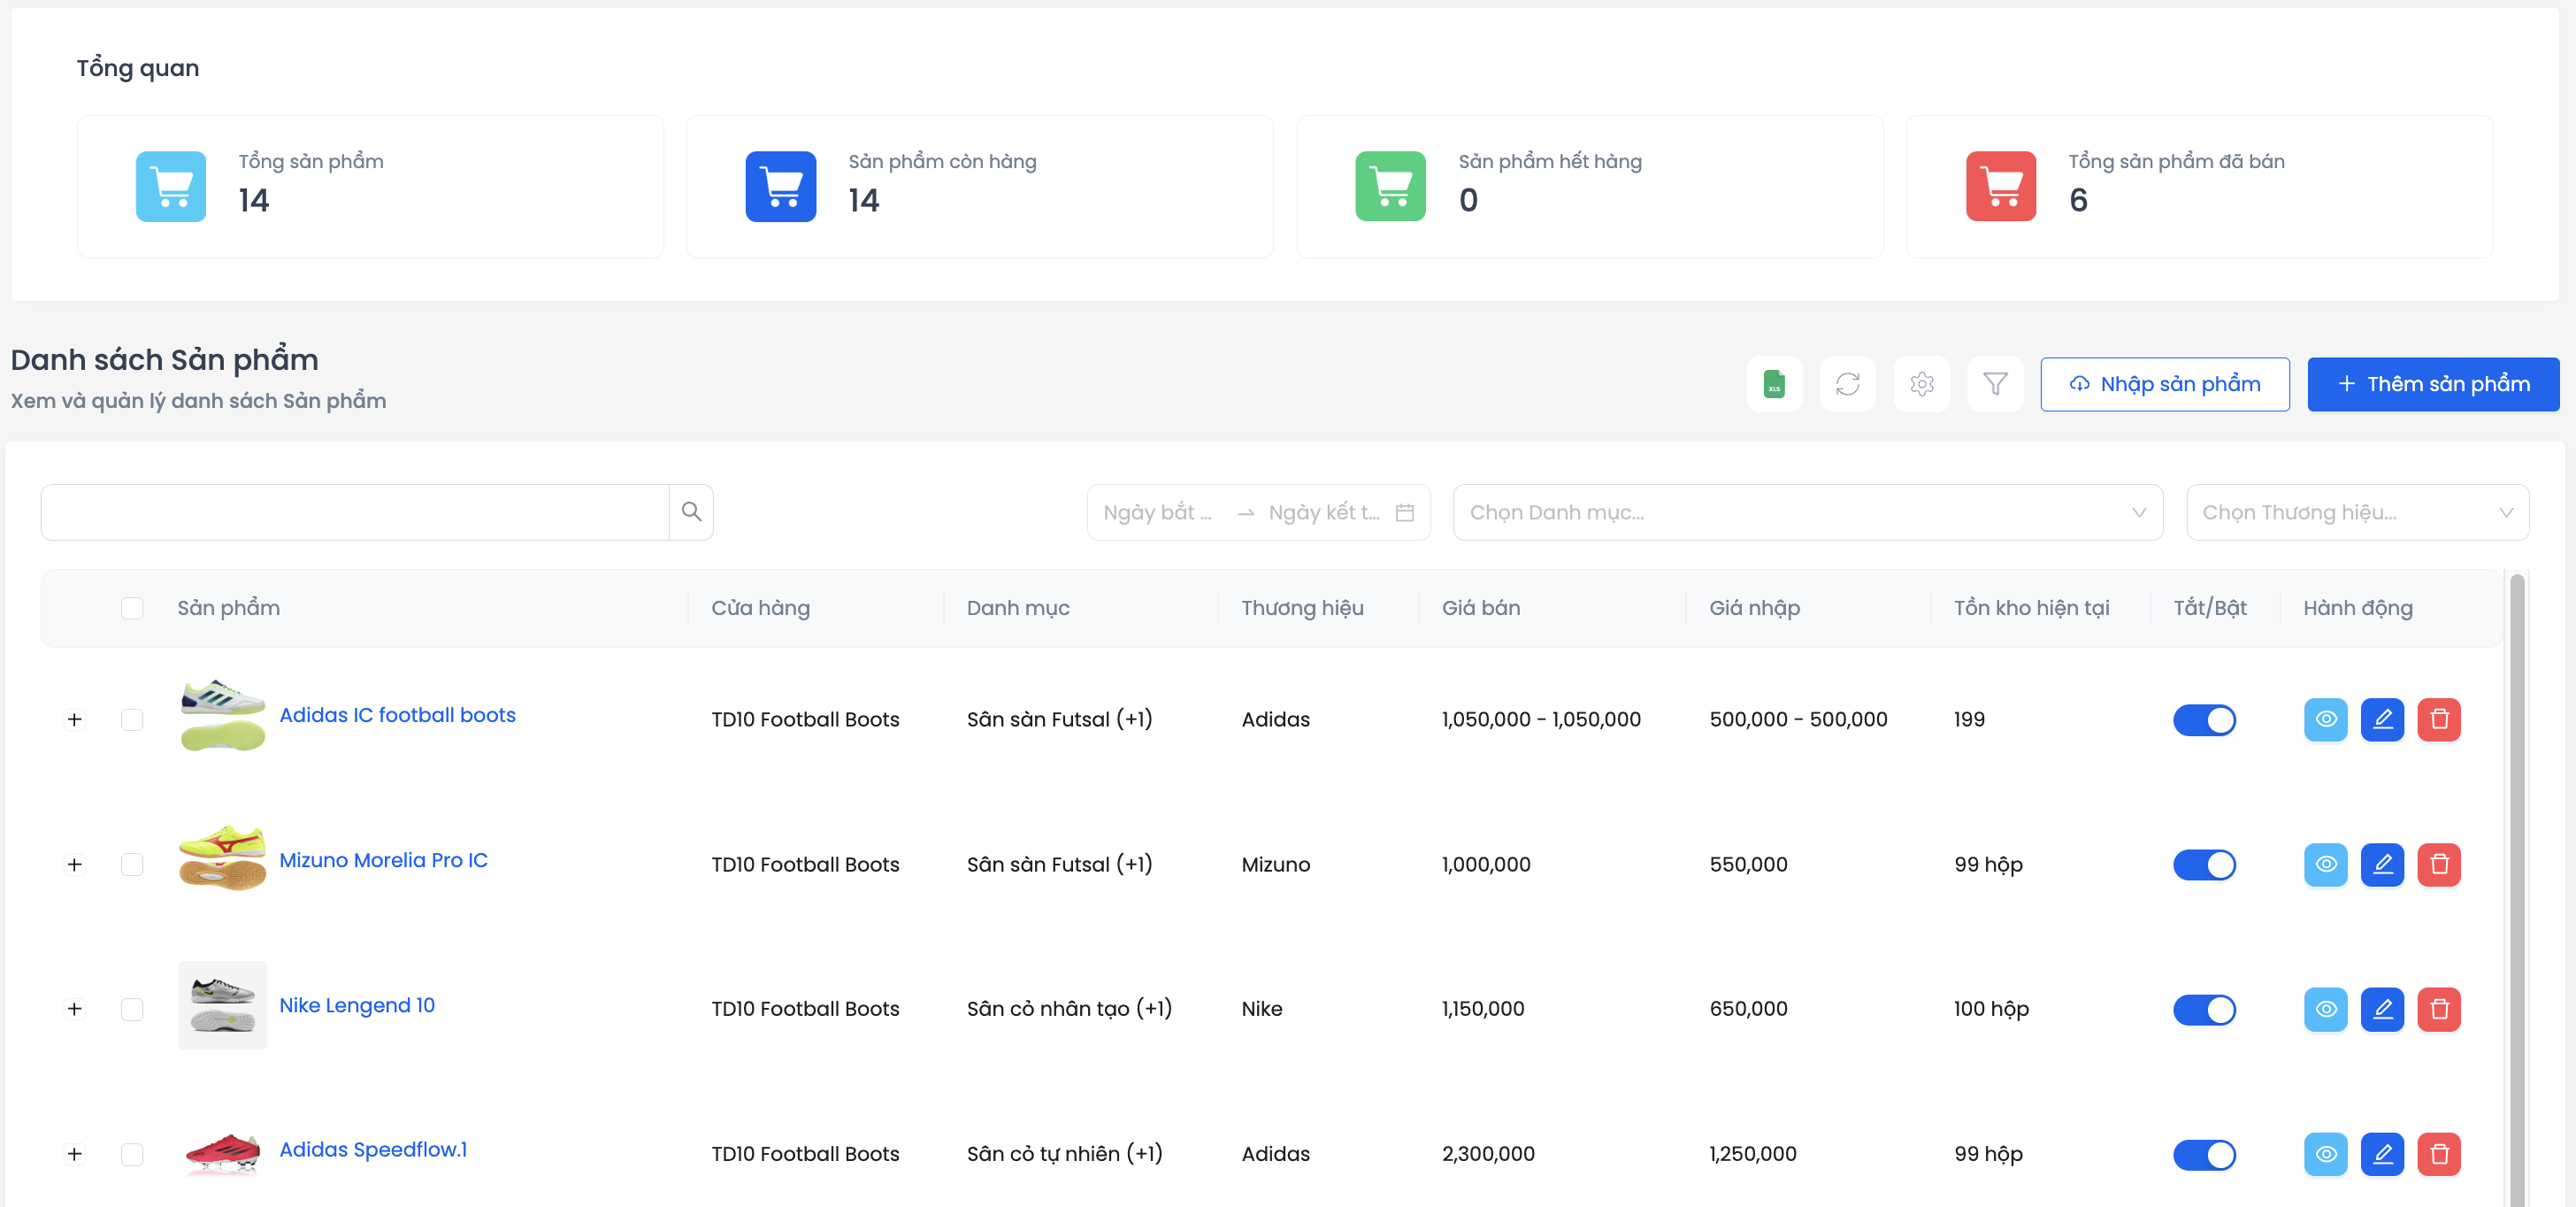 Tổng quan
Tổng sản phẩm
14
Sản phẩm còn hàng
14
Sản phẩm hết hàng
0
Tổng sản phẩm đã bán
6
Danh sách Sản phẩm
Xem và quản lý danh sách Sản phẩm
XLS
Nhập sản phẩm
Thêm sản phẩm
Ngày bắt ... Ngày kết t... Chọn Danh mục... Chọn Thương hiệu...
Sản phẩm Cửa hàng Danh mục Thương hiệu Giá bán Giá nhập Tồn kho hiện tại Tắt/Bật Hành động
Adidas IC football boots TD10 Football Boots Sân sàn Futsal (+1) Adidas 1,050,000 - 1,050,000 500,000 - 500,000 199
Mizuno Morelia Pro IC TD10 Football Boots Sân sàn Futsal (+1) Mizuno 1,000,000 550,000 99 hộp
Nike Lengend 10 TD10 Football Boots Sân cỏ nhân tạo (+1) Nike 1,150,000 650,000 100 hộp
Adidas Speedflow.1 TD10 Football Boots Sân cỏ tự nhiên (+1) Adidas 2,300,000 1,250,000 99 hộp